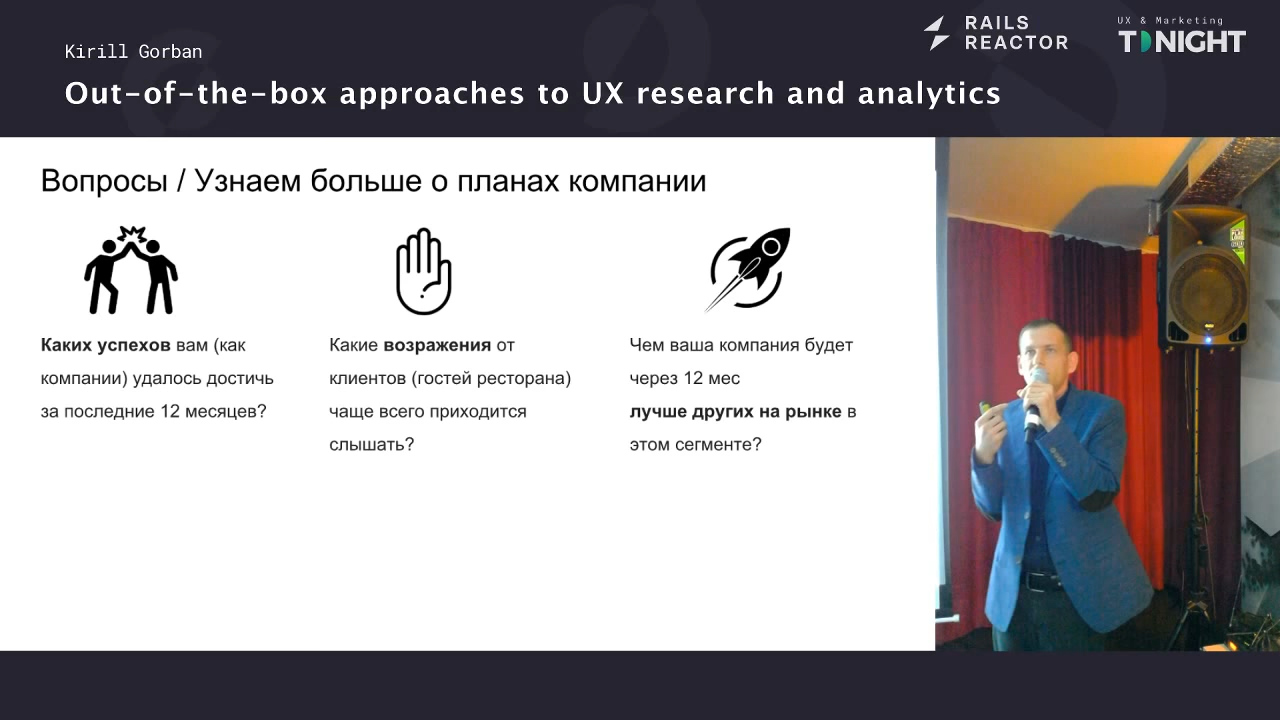 Kirill Gorban
Out-of-the-box approaches to UX research and analytics
RAILS
REACTOR
UX & Marketing
TONIGHT
Вопросы / Узнаем больше о планах компании
Каких успехов вам (как
компании) удалось достичь
за последние 12 месяцев?
Какие возражения от
клиентов (гостей ресторана)
чаще всего приходится
слышать?
Чем ваша компания будет
через 12 мес
лучше других на рынке в
этом сегменте?